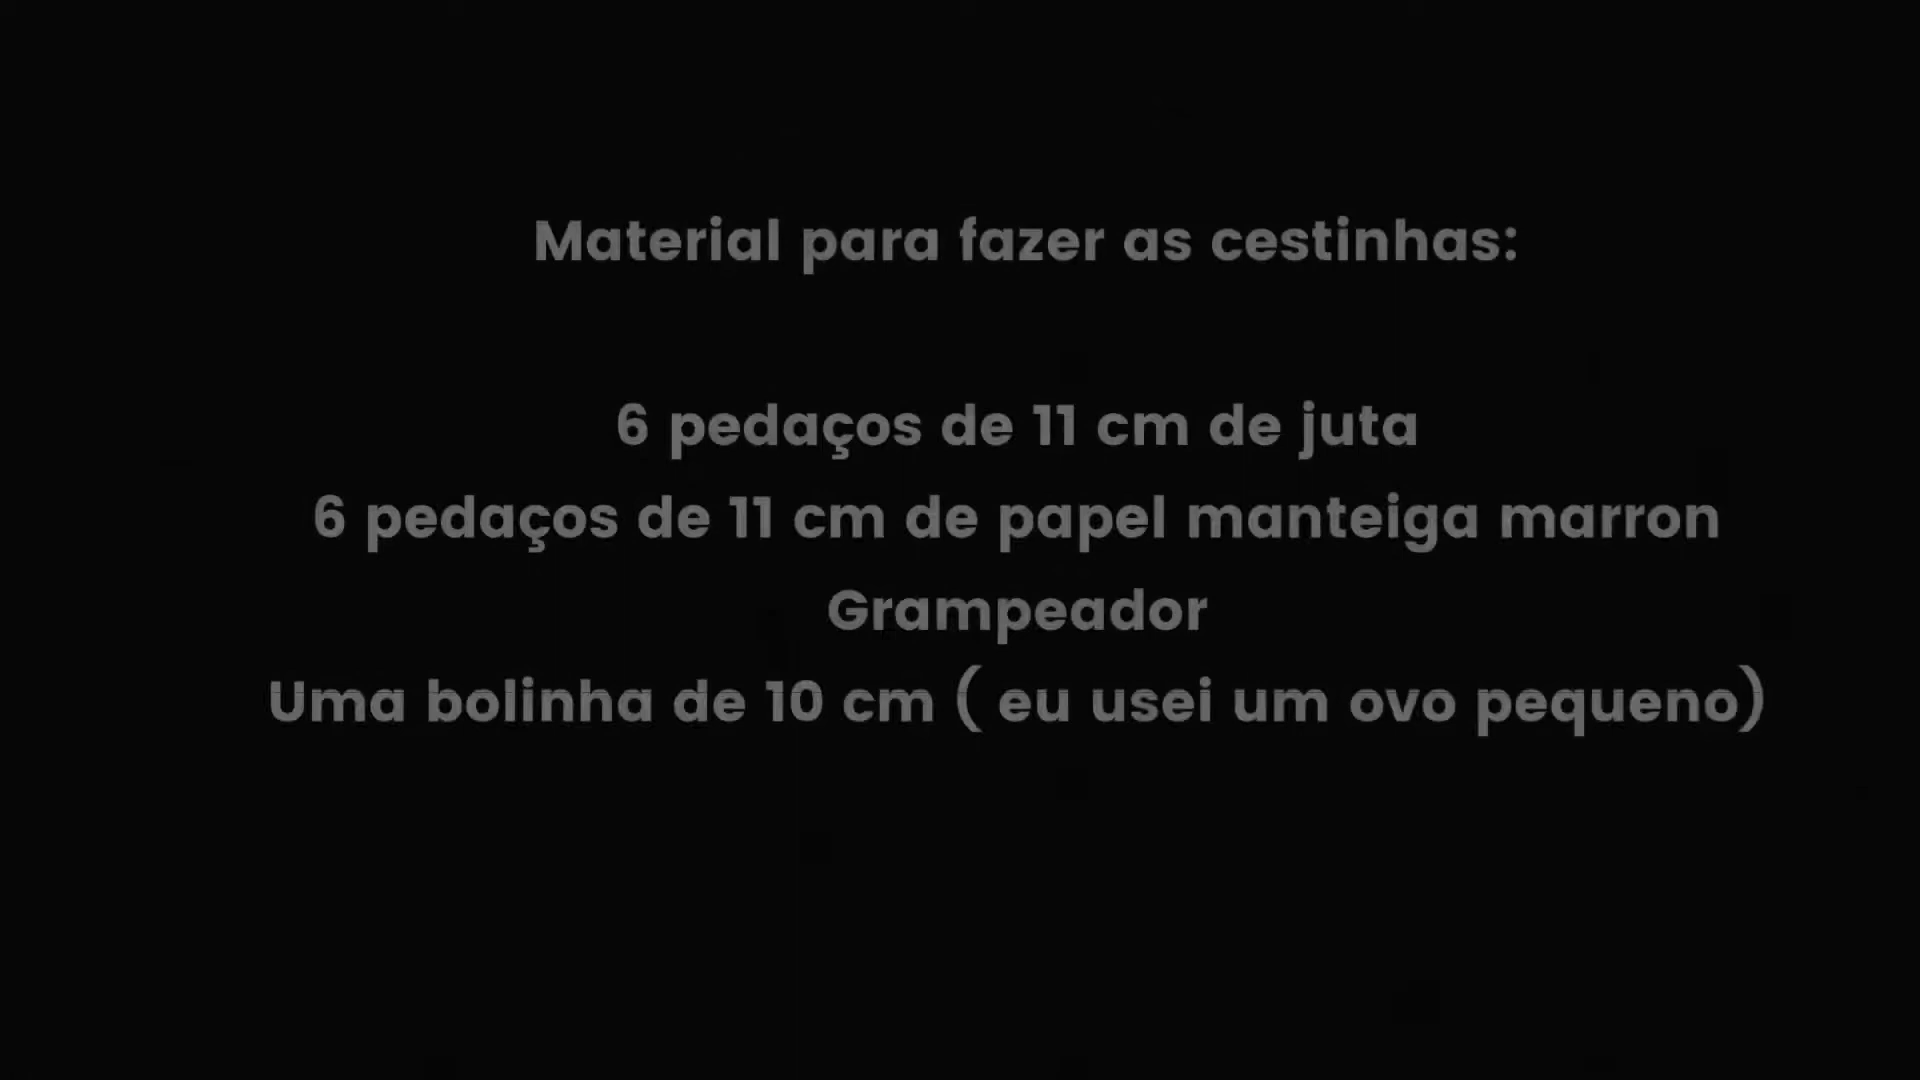 Material para fazer as cestinhas:
6 pedaços de 11 cm de juta
6 pedaços de 11 cm de papel manteiga marron
Grampeador
Uma bolinha de 10 cm ( eu usei um ovo pequeno)